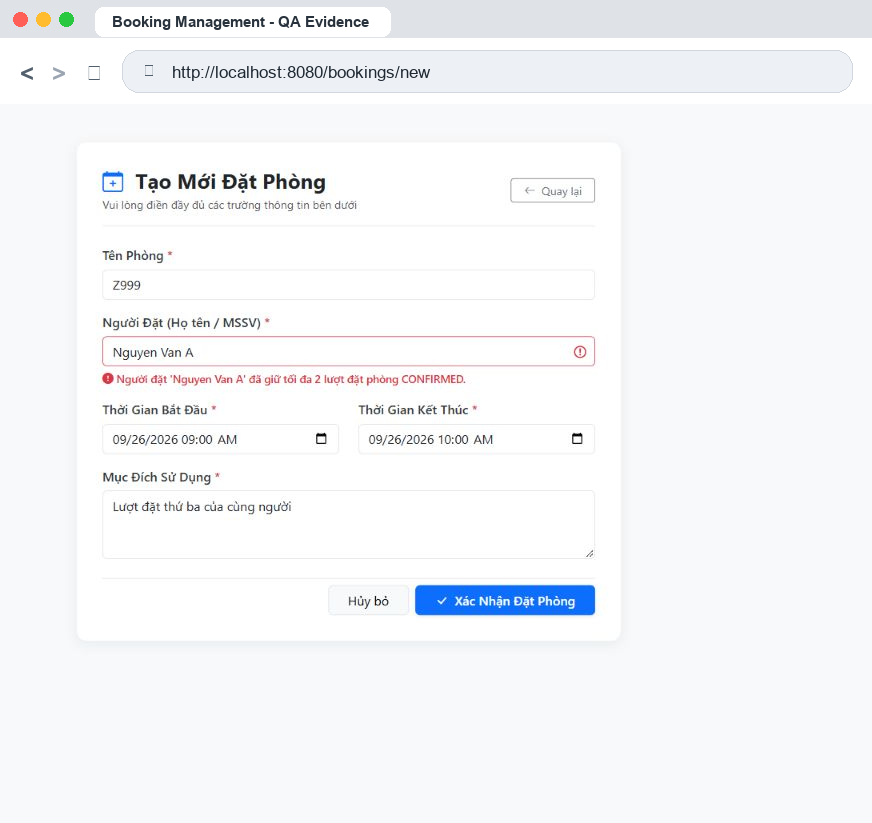 Booking Management - QA Evidence
http://localhost:8080/bookings/new
Tạo Mới Đặt Phòng
Vui lòng điền đầy đủ các trường thông tin bên dưới
Quay lại
Tên Phòng *
Z999
Người Đặt (Họ tên / MSSV) *
Nguyen Van A
Người đặt 'Nguyen Van A' đã giữ tối đa 2 lượt đặt phòng CONFIRMED.
Thời Gian Bắt Đầu *
Thời Gian Kết Thúc *
09/26/2026 09:00 AM
09/26/2026 10:00 AM
Mục Đích Sử Dụng *
Lượt đặt thứ ba của cùng người
Hủy bỏ
Xác Nhận Đặt Phòng